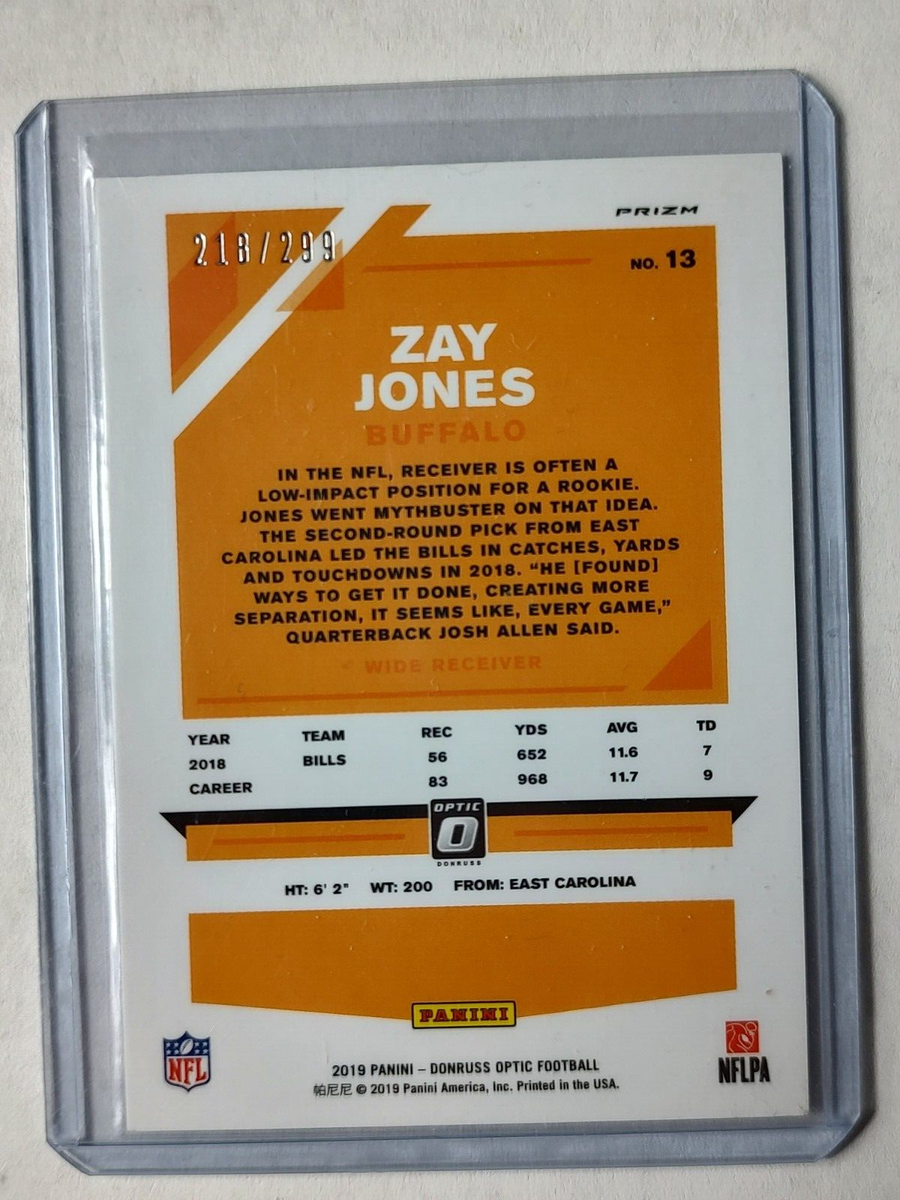 PRIZM
218/299
NO. 13
ZAY
JONES
BUFFALO
IN THE NFL, RECEIVER IS OFTEN A
LOW-IMPACT POSITION FOR A ROOKIE.
JONES WENT MYTHBUSTER ON THAT IDEA.
THE SECOND-ROUND PICK FROM EAST
CAROLINA LED THE BILLS IN CATCHES, YARDS
AND TOUCHDOWNS IN 2018. “HE [FOUND]
WAYS TO GET IT DONE, CREATING MORE
SEPARATION, IT SEEMS LIKE, EVERY GAME,”
QUARTERBACK JOSH ALLEN SAID.
WIDE RECEIVER
YEAR TEAM REC YDS AVG TD
2018 BILLS 56 652 11.6 7
CAREER 83 968 11.7 9
OPTIC
O
DONRUSS
HT: 6' 2" WT: 200 FROM: EAST CAROLINA
PANINI
NFL
NFLPA
2019 PANINI – DONRUSS OPTIC FOOTBALL
帕尼尼 © 2019 Panini America, Inc. Printed in the USA.